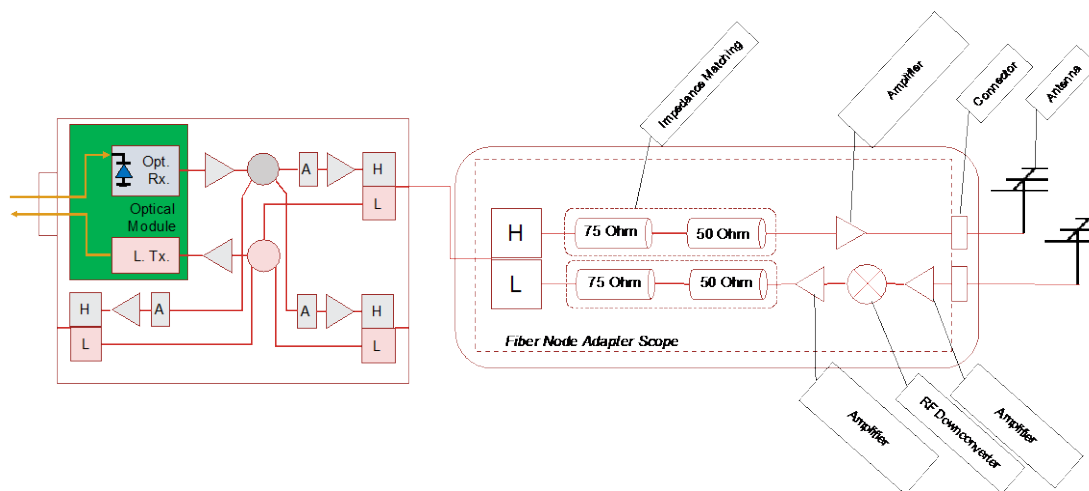 Impedance Matching
Amplifier
Connector
Antenna
Opt.
Rx.
Optical
Module
L. Tx.
A
H
L
H
A
L
A
H
L
H
75 Ohm
50 Ohm
L
75 Ohm
50 Ohm
Fiber Node Adapter Scope
Amplifier
RF Downconverter
Amplifier